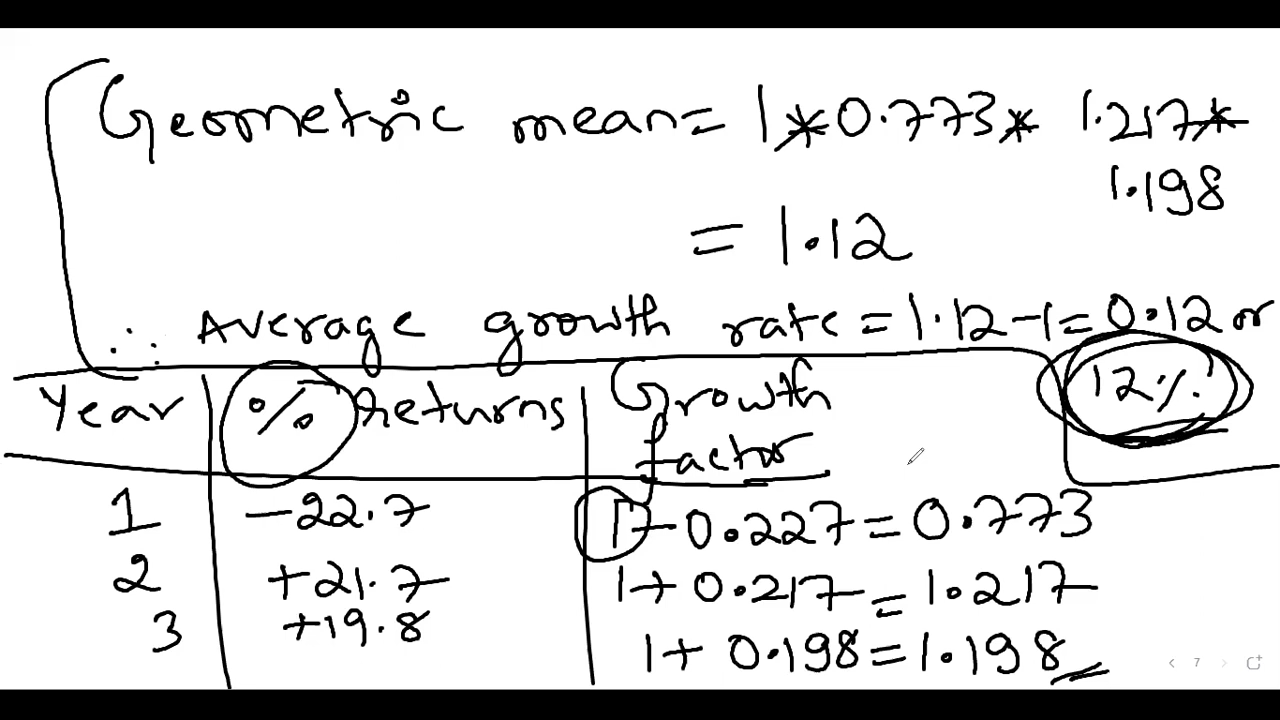 Geometric mean = 1 * 0.773 * 1.217 *
1.198
= 1.12
∴ Average growth rate = 1.12 - 1 = 0.12 or
12%
Year % Returns Growth
factor
1 -22.7 1 - 0.227 = 0.773
2 +21.7 1 + 0.217 = 1.217
3 +19.8 1 + 0.198 = 1.198
7